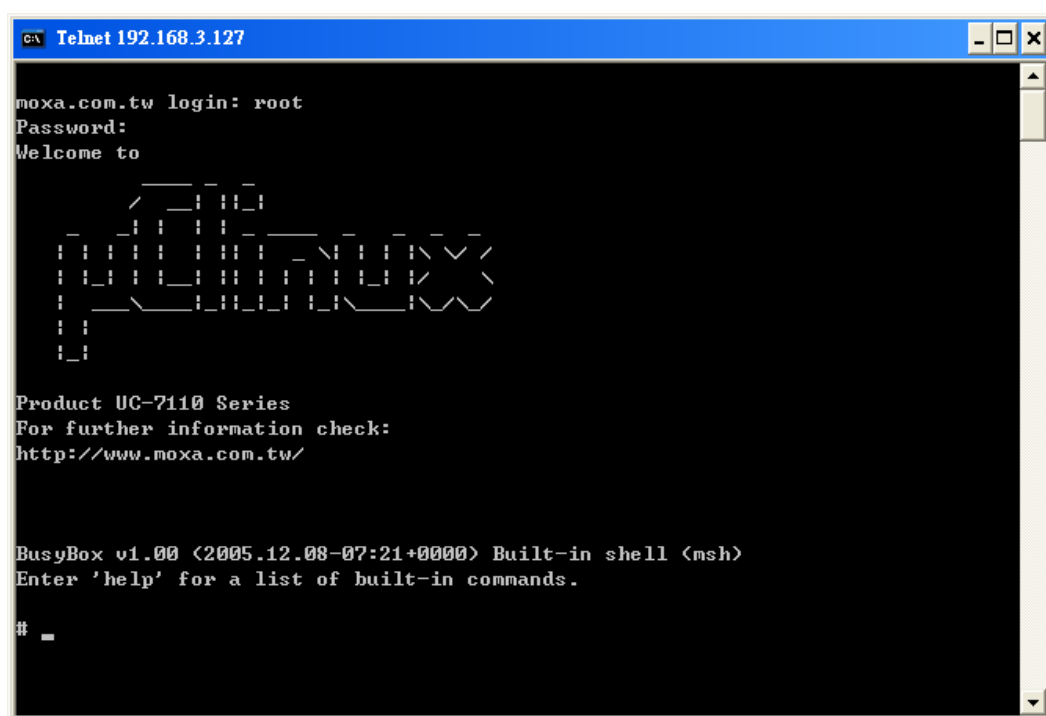 Telnet 192.168.3.127
moxa.com.tw login: root
Password:
Welcome to
µClinux
Product UC-7110 Series
For further information check:
http://www.moxa.com.tw/
BusyBox v1.00 (2005.12.08-07:21+0000) Built-in shell (msh)
Enter 'help' for a list of built-in commands.
# _